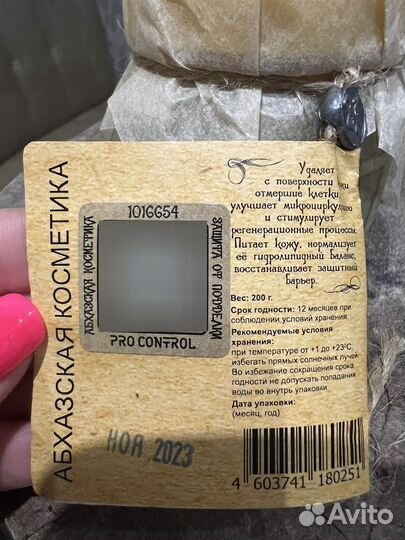 АБХАЗСКАЯ КОСМЕТИКА
1016654
АБХАЗСКАЯ КОСМЕТИКА
ЗАЩИТА ОТ ПОДДЕЛКИ
PRO CONTROL
НОЯ 2023
Удаляет
с поверхности
отмершие клетки,
улучшает микроциркуляцию
и стимулирует
регенерационные процессы.
Питает кожу, нормализует
её гидролипидный баланс,
восстанавливает защитный
барьер.
Вес: 200 г.
Срок годности: 12 месяцев при
соблюдении условий хранения.
Рекомендуемые условия
хранения:
при температуре от +1 до +23°С,
избегать прямых солнечных лучей.
Во избежание сокращения срока
годности не допускать попадания
воды во внутрь упаковки.
Дата упаковки:
(месяц, год)
4 603741 180251
Avito